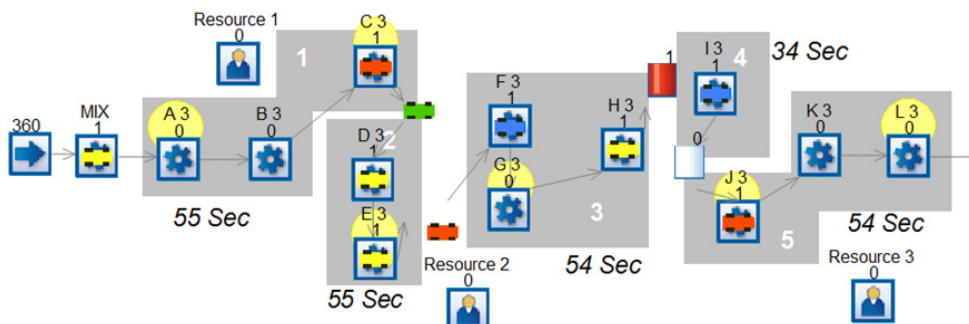 360
MIX
1
A 3
0
B 3
0
Resource 1
0
1
C 3
1
55 Sec
D 3
1
2
E 3
1
55 Sec
Resource 2
0
F 3
1
G 3
0
H 3
1
3
54 Sec
1
I 3
1
4
34 Sec
0
J 3
1
5
K 3
0
L 3
0
54 Sec
Resource 3
0